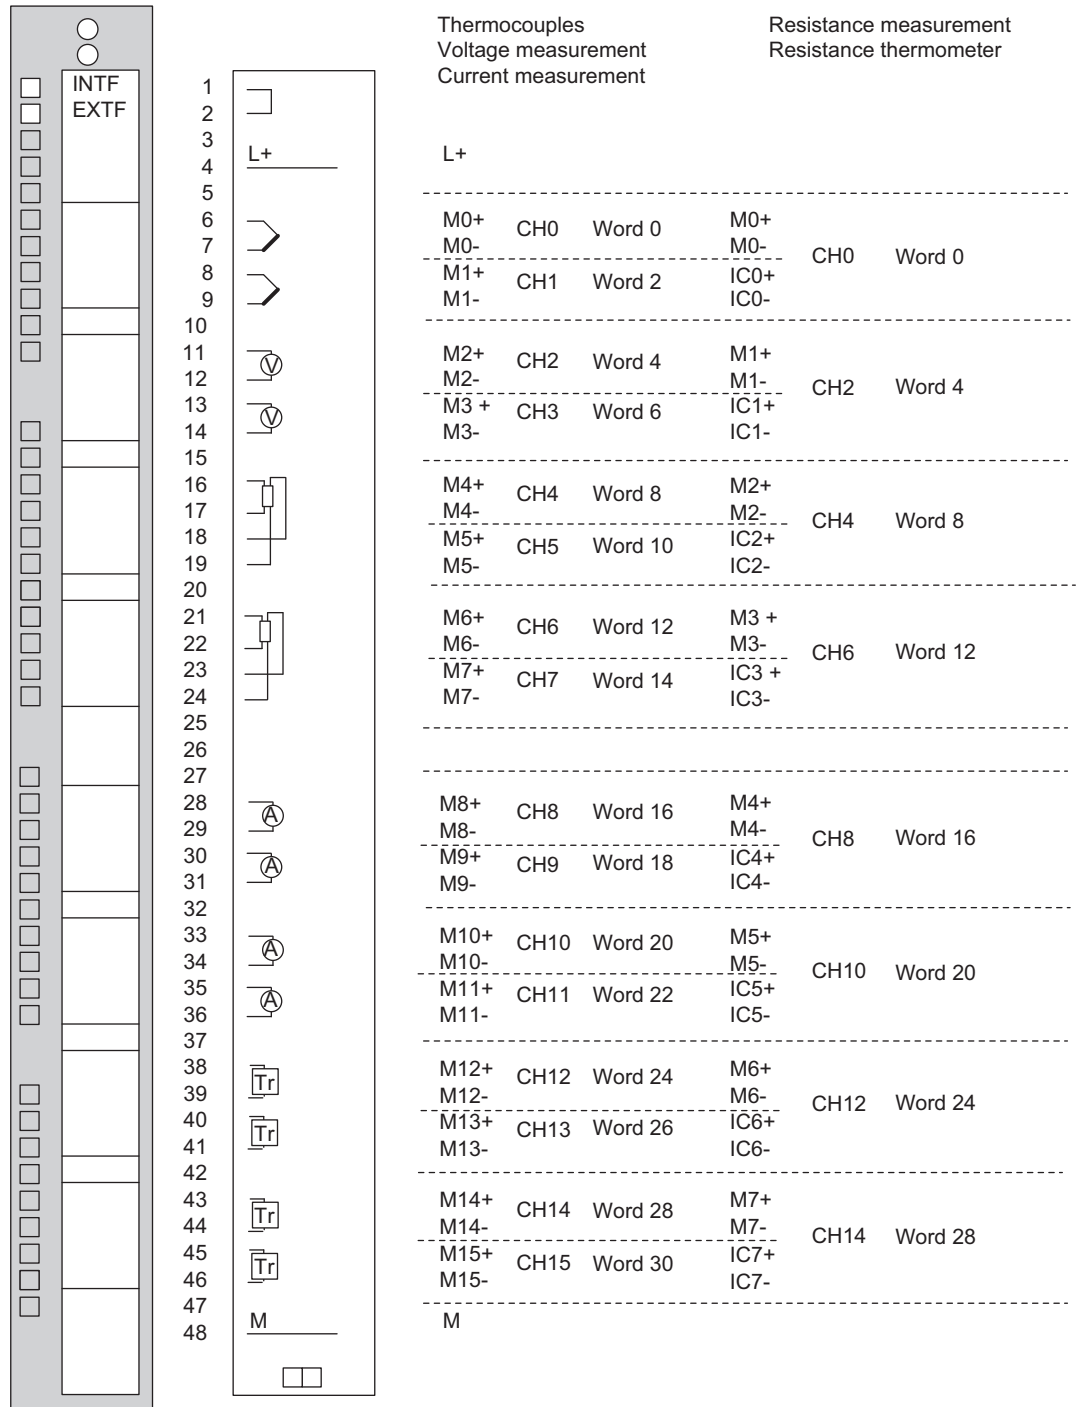 Thermocouples Resistance measurement
Voltage measurement Resistance thermometer
Current measurement
INTF 1
EXTF 2
3
L+ L+
4
5
6 M0+ CH0 Word 0 M0+
7 M0- M0- CH0 Word 0
8 M1+ CH1 Word 2 IC0+
9 M1- IC0-
10
11 M2+ CH2 Word 4 M1+
V
12 M2- M1- CH2 Word 4
13 M3 + CH3 Word 6 IC1+
V
14 M3- IC1-
15
16 M4+ CH4 Word 8 M2+
17 M4- M2- CH4 Word 8
18 M5+ CH5 Word 10 IC2+
19 M5- IC2-
20
21 M6+ CH6 Word 12 M3 +
22 M6- M3- CH6 Word 12
23 M7+ CH7 Word 14 IC3 +
24 M7- IC3-
25
26
27
28 M8+ CH8 Word 16 M4+
A
29 M8- M4- CH8 Word 16
30 M9+ CH9 Word 18 IC4+
A
31 M9- IC4-
32
33 M10+ CH10 Word 20 M5+
A
34 M10- M5- CH10 Word 20
35 M11+ CH11 Word 22 IC5+
A
36 M11- IC5-
37
38 M12+ CH12 Word 24 M6+
Tr
39 M12- M6- CH12 Word 24
40 M13+ CH13 Word 26 IC6+
Tr
41 M13- IC6-
42
43 M14+ CH14 Word 28 M7+
Tr
44 M14- M7- CH14 Word 28
45 M15+ CH15 Word 30 IC7+
Tr
46 M15- IC7-
47
M M
48